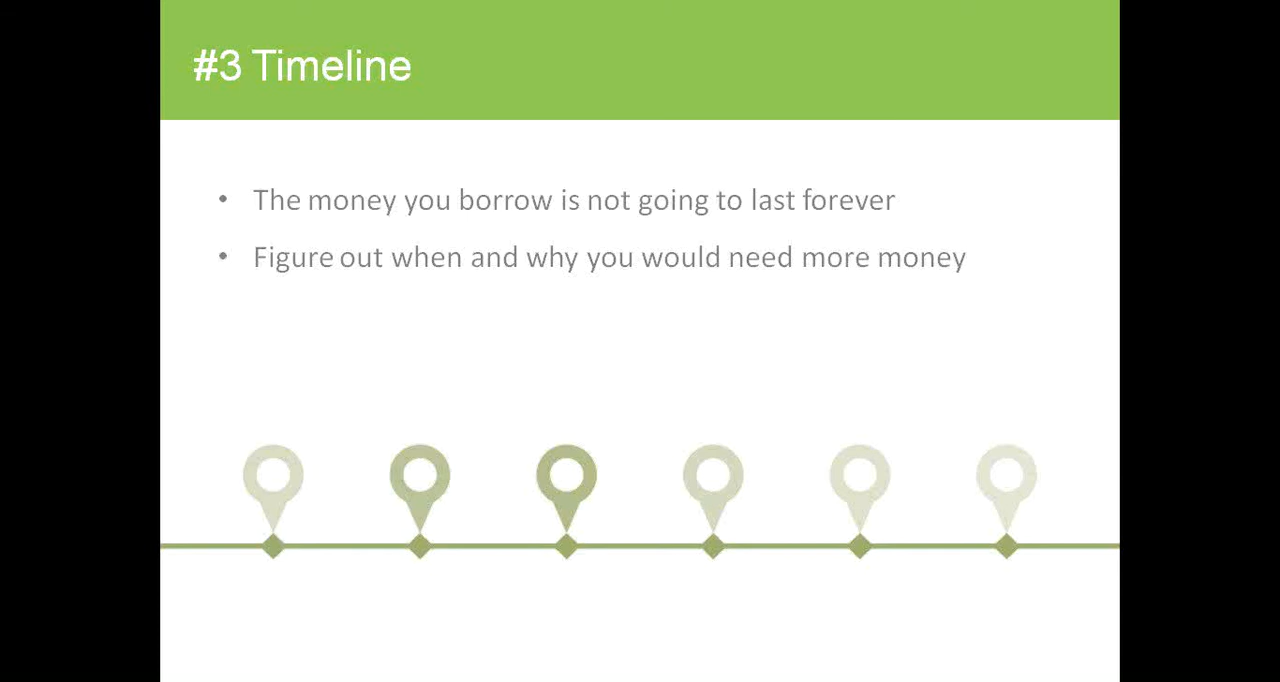 #3 Timeline
• The money you borrow is not going to last forever
• Figure out when and why you would need more money